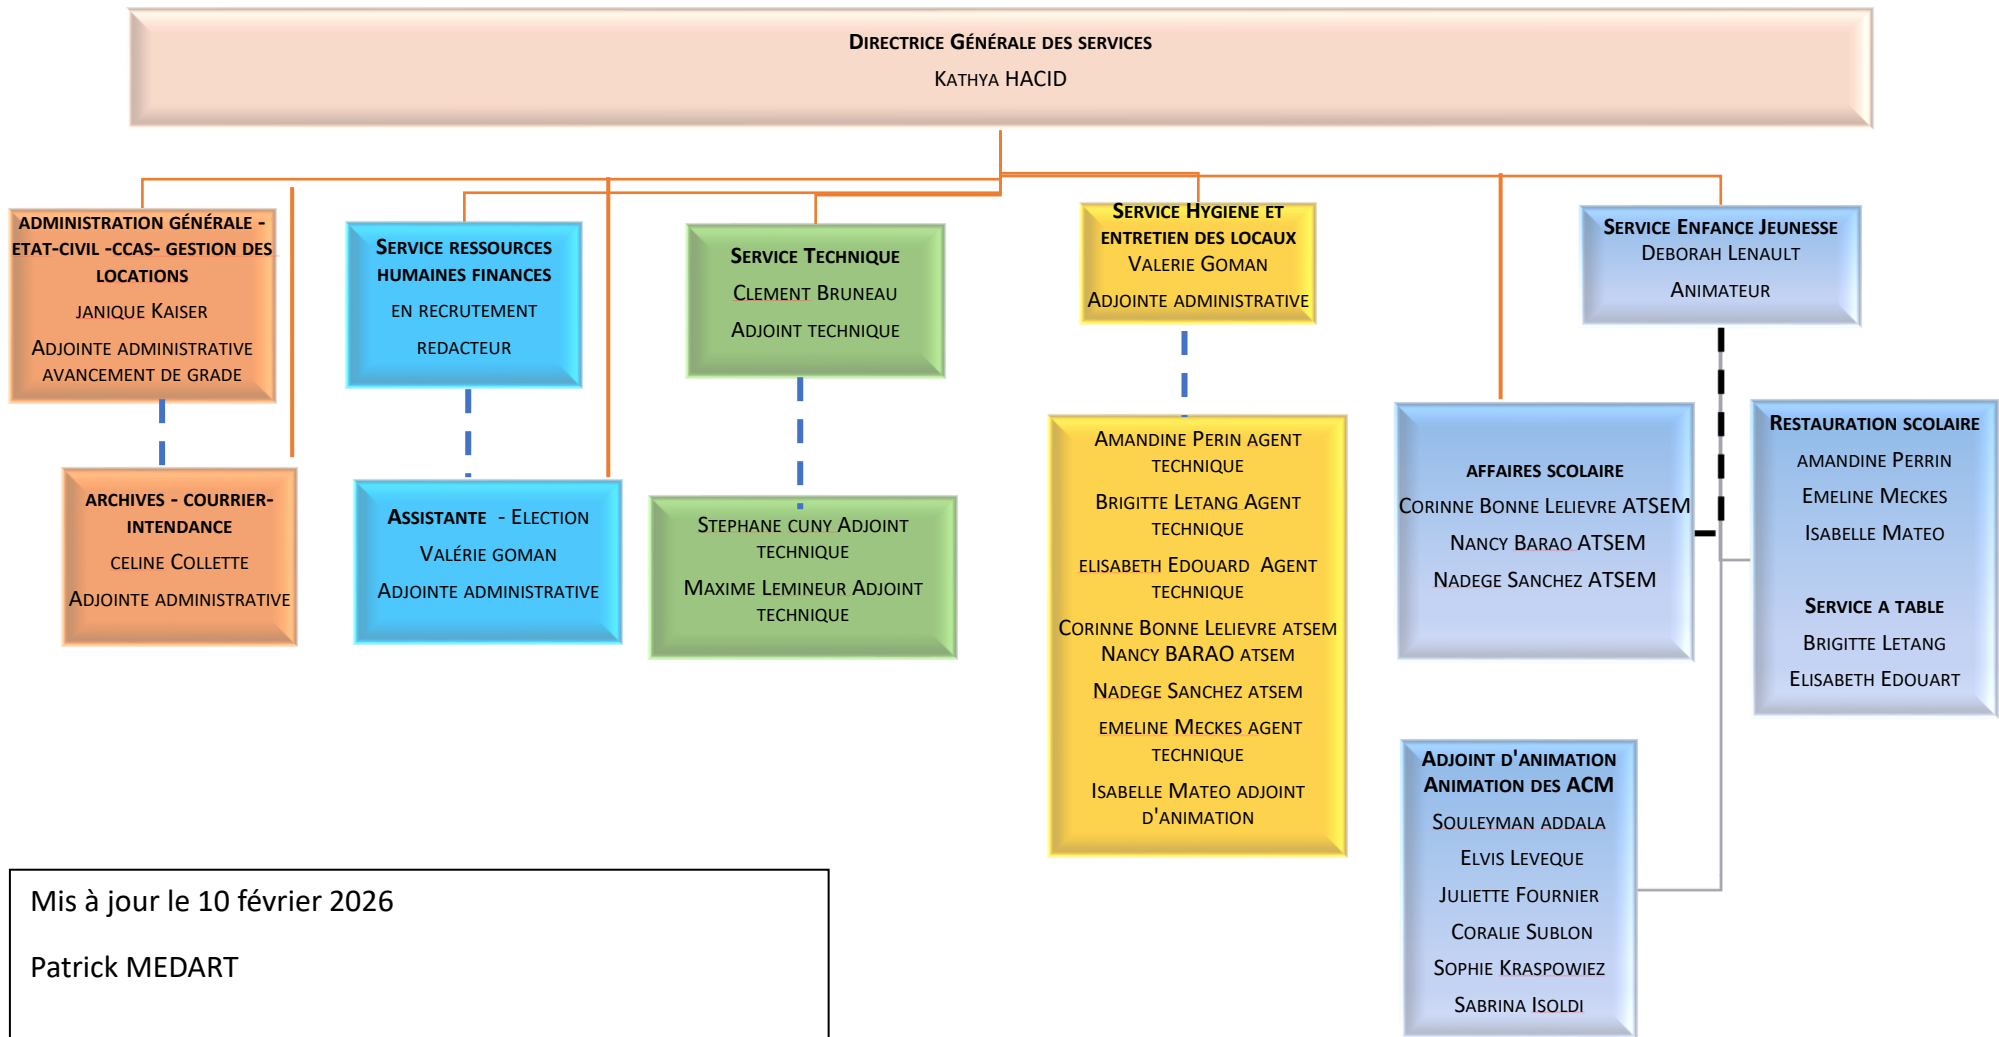 DIRECTRICE GÉNÉRALE DES SERVICES
KATHYA HACID
ADMINISTRATION GÉNÉRALE -
ETAT-CIVIL -CCAS- GESTION DES
LOCATIONS
JANIQUE KAISER
ADJOINTE ADMINISTRATIVE
AVANCEMENT DE GRADE
SERVICE RESSOURCES
HUMAINES FINANCES
EN RECRUTEMENT
REDACTEUR
SERVICE TECHNIQUE
CLEMENT BRUNEAU
ADJOINT TECHNIQUE
SERVICE HYGIENE ET
ENTRETIEN DES LOCAUX
VALERIE GOMAN
ADJOINTE ADMINISTRATIVE
SERVICE ENFANCE JEUNESSE
DEBORAH LENAULT
ANIMATEUR
ARCHIVES - COURRIER-
INTENDANCE
CELINE COLLETTE
ADJOINTE ADMINISTRATIVE
ASSISTANTE - ELECTION
VALÉRIE GOMAN
ADJOINTE ADMINISTRATIVE
STEPHANE CUNY ADJOINT
TECHNIQUE
MAXIME LEMINEUR ADJOINT
TECHNIQUE
AMANDINE PERIN AGENT
TECHNIQUE
BRIGITTE LETANG AGENT
TECHNIQUE
ELISABETH EDOUARD AGENT
TECHNIQUE
CORINNE BONNE LELIEVRE ATSEM
NANCY BARAO ATSEM
NADEGE SANCHEZ ATSEM
EMELINE MECKES AGENT
TECHNIQUE
ISABELLE MATEO ADJOINT
D'ANIMATION
AFFAIRES SCOLAIRE
CORINNE BONNE LELIEVRE ATSEM
NANCY BARAO ATSEM
NADEGE SANCHEZ ATSEM
RESTAURATION SCOLAIRE
AMANDINE PERRIN
EMELINE MECKES
ISABELLE MATEO
SERVICE A TABLE
BRIGITTE LETANG
ELISABETH EDOUART
ADJOINT D'ANIMATION
ANIMATION DES ACM
SOULEYMAN ADDALA
ELVIS LEVEQUE
JULIETTE FOURNIER
CORALIE SUBLON
SOPHIE KRASPOWIEZ
SABRINA ISOLDI
Mis à jour le 10 février 2026
Patrick MEDART